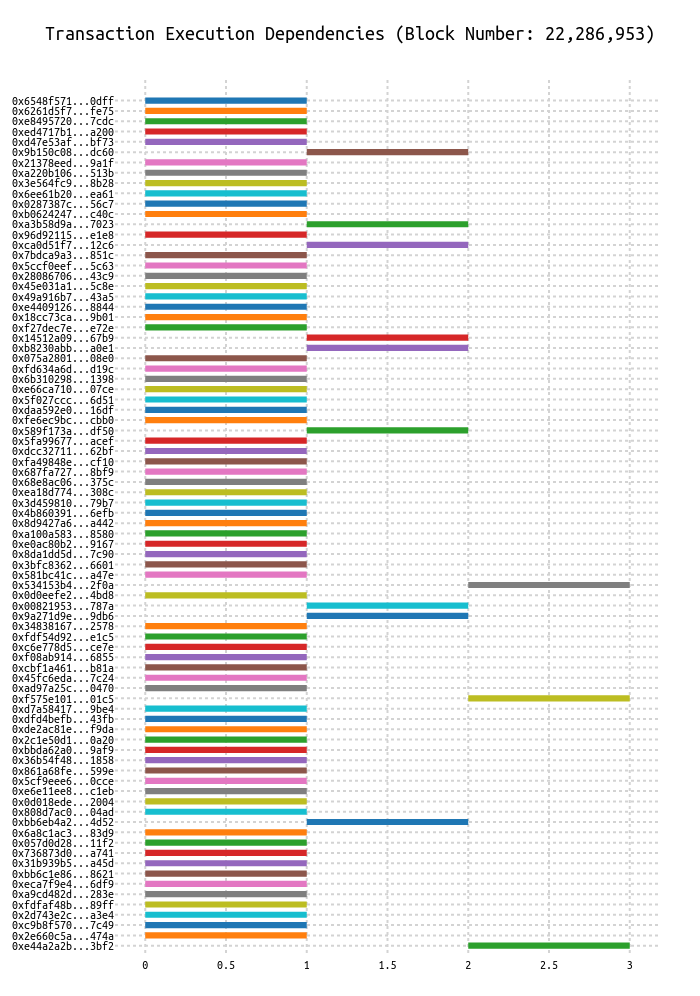 Transaction Execution Dependencies (Block Number: 22,286,953)
0x6548f571...0dff
0x6261d5f7...fe75
0xe8495720...7cdc
0xed4717b1...a200
0xd47e53af...bf73
0x9b150c08...dc60
0x21378eed...9a1f
0xa220b106...513b
0x3e564fc9...8b28
0x6ee61b20...ea61
0x0287387c...56c7
0xb0624247...c40c
0xa3b58d9a...7023
0x96d92115...e1e8
0xca0d51f7...12c6
0x7bdca9a3...851c
0x5ccf0eef...5c63
0x28086706...43c9
0x45e031a1...5c8e
0x49a916b7...43a5
0xe4409126...8844
0x18cc73ca...9b01
0xf27dec7e...e72e
0x14512a09...67b9
0xb8230abb...a0e1
0x075a2801...08e0
0xfd634a6d...d19c
0x6b310298...1398
0xe66ca710...07ce
0x5f027ccc...6d51
0xdaa592e0...16df
0xfe6ec9bc...cbb0
0x589f173a...df50
0x5fa99677...acef
0xdcc32711...62bf
0xfa49848e...cf10
0x687fa727...8bf9
0x68e8ac06...375c
0xea18d774...308c
0x3d459810...79b7
0x4b860391...6efb
0x8d9427a6...a442
0xa100a583...8580
0xe0ac80b2...9167
0x8da1dd5d...7c90
0x3bfc8362...6601
0x581bc41c...a47e
0x534153b4...2f0a
0x0d0eefe2...4bd8
0x00821953...787a
0x9a271d9e...9db6
0x34838167...2578
0xfdf54d92...e1c5
0xc6e778d5...ce7e
0xf08ab914...6855
0xcbf1a461...b81a
0x45fc6eda...7c24
0xad97a25c...0470
0xf575e101...01c5
0xd7a58417...9be4
0xdfd4befb...43fb
0xde2ac81e...f9da
0x2c1e50d1...0a20
0xbbda62a0...9af9
0x36b54f48...1858
0x861a68fe...599e
0x5cf9eee6...0cce
0xe6e11ee8...c1eb
0x0d018ede...2004
0x808d7ac0...04ad
0xbb6eb4a2...4d52
0x6a8c1ac3...83d9
0x057d0d28...11f2
0x736873d0...a741
0x31b939b5...a45d
0xbb6c1e86...8621
0xeca7f9e4...6df9
0xa9cd482d...283e
0xfdfaf48b...89ff
0x2d743e2c...a3e4
0xc9b8f570...7c49
0x2e660c5a...474a
0xe44a2a2b...3bf2
0 0.5 1 1.5 2 2.5 3